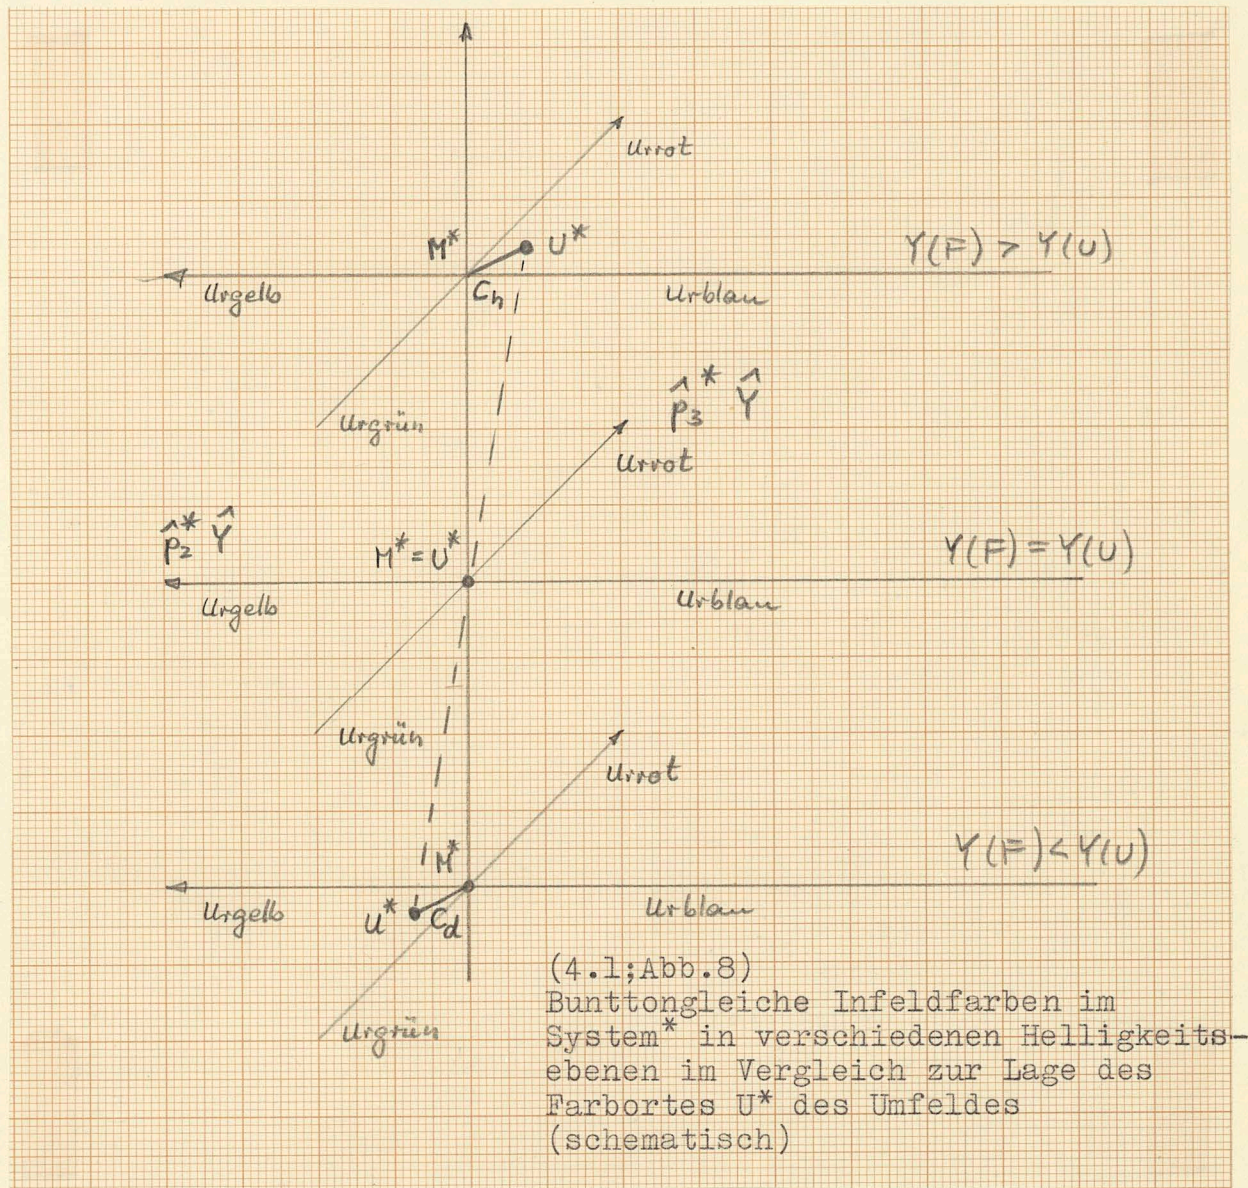 Urrot
M* U* Y(F) > Y(U)
Urgelb Ch Urblau
Urgrün
p̂3* Ŷ
Urrot
p̂2* Ŷ
M* = U* Y(F) = Y(U)
Urgelb Urblau
Urgrün
Urrot
M* Y(F) < Y(U)
Urgelb U* Cd Urblau
Urgrün
(4.1;Abb.8)
Bunttongleiche Infeldfarben im
System* in verschiedenen Helligkeits-
ebenen im Vergleich zur Lage des
Farbortes U* des Umfeldes
(schematisch)